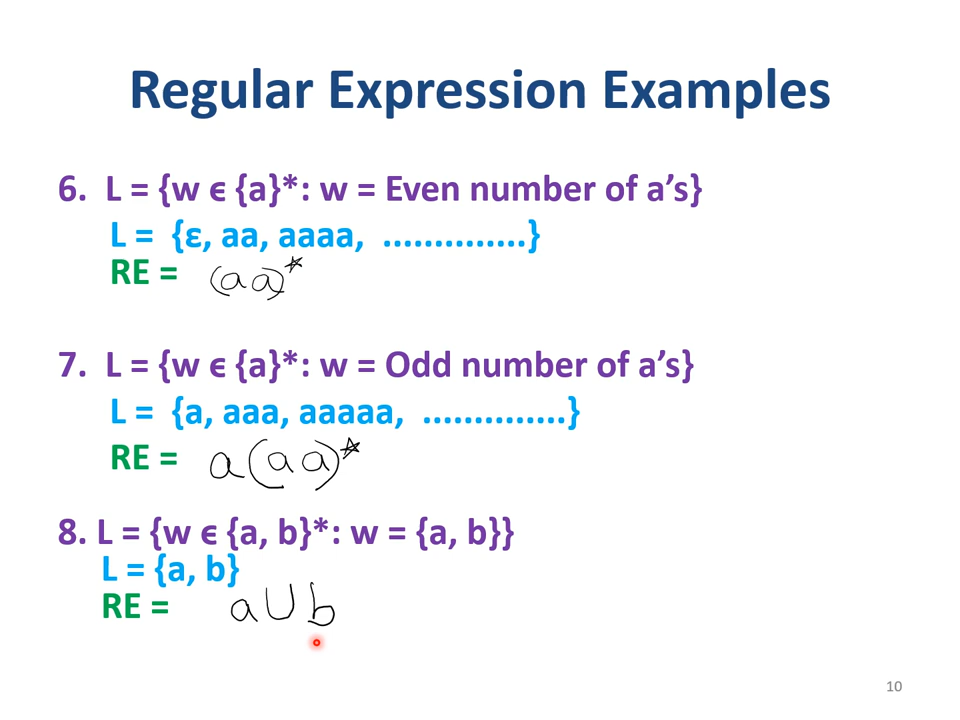 Regular Expression Examples
6. L = {w ϵ {a}*: w = Even number of a’s}
L = {ε, aa, aaaa, ..............}
RE = (aa)*
7. L = {w ϵ {a}*: w = Odd number of a’s}
L = {a, aaa, aaaaa, ..............}
RE = a(aa)*
8. L = {w ϵ {a, b}*: w = {a, b}}
L = {a, b}
RE = a U b
10